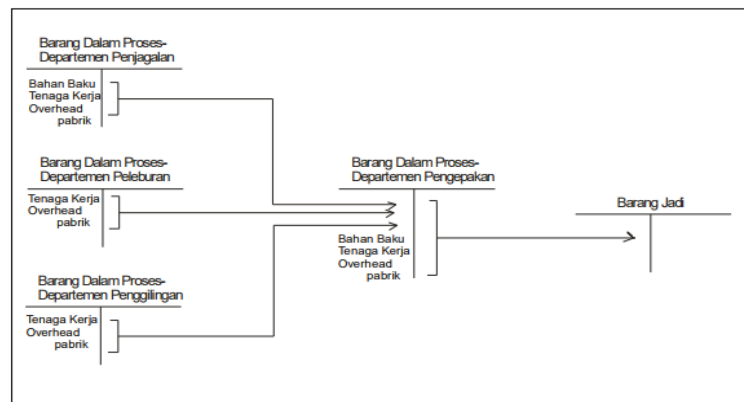 Barang Dalam Proses-
Departemen Penjagalan
Bahan Baku
Tenaga Kerja
Overhead
pabrik
Barang Dalam Proses-
Departemen Peleburan
Tenaga Kerja
Overhead
pabrik
Barang Dalam Proses-
Departemen Penggilingan
Tenaga Kerja
Overhead
pabrik
Barang Dalam Proses-
Departemen Pengepakan
Bahan Baku
Tenaga Kerja
Overhead
pabrik
Barang Jadi